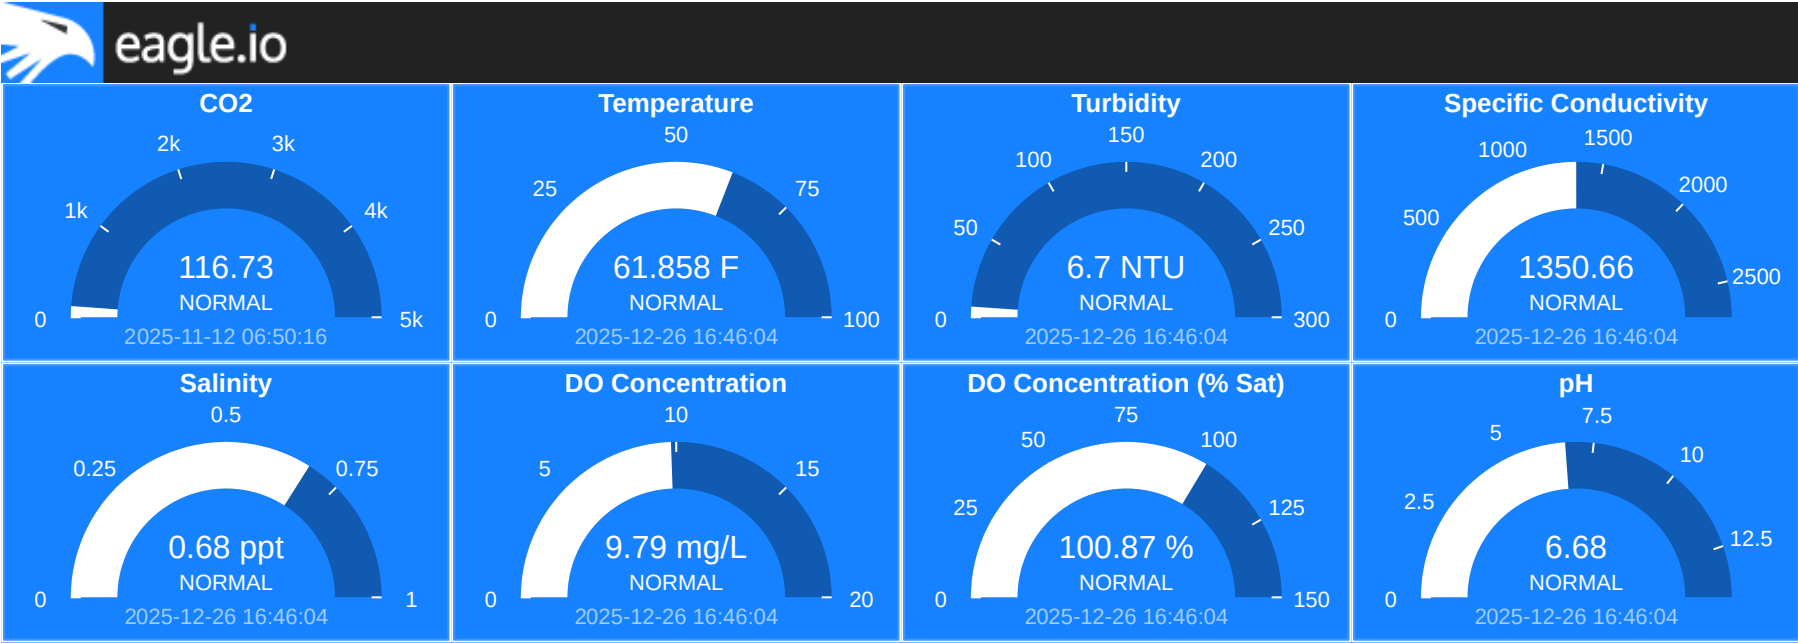 eagle.io
CO2
0
1k
2k
3k
4k
5k
116.73
NORMAL
2025-11-12 06:50:16
Temperature
0
25
50
75
100
61.858 F
NORMAL
2025-12-26 16:46:04
Turbidity
0
50
100
150
200
250
300
6.7 NTU
NORMAL
2025-12-26 16:46:04
Specific Conductivity
0
500
1000
1500
2000
2500
1350.66
NORMAL
2025-12-26 16:46:04
Salinity
0
0.25
0.5
0.75
1
0.68 ppt
NORMAL
2025-12-26 16:46:04
DO Concentration
0
5
10
15
20
9.79 mg/L
NORMAL
2025-12-26 16:46:04
DO Concentration (% Sat)
0
25
50
75
100
125
150
100.87 %
NORMAL
2025-12-26 16:46:04
pH
0
2.5
5
7.5
10
12.5
6.68
NORMAL
2025-12-26 16:46:04